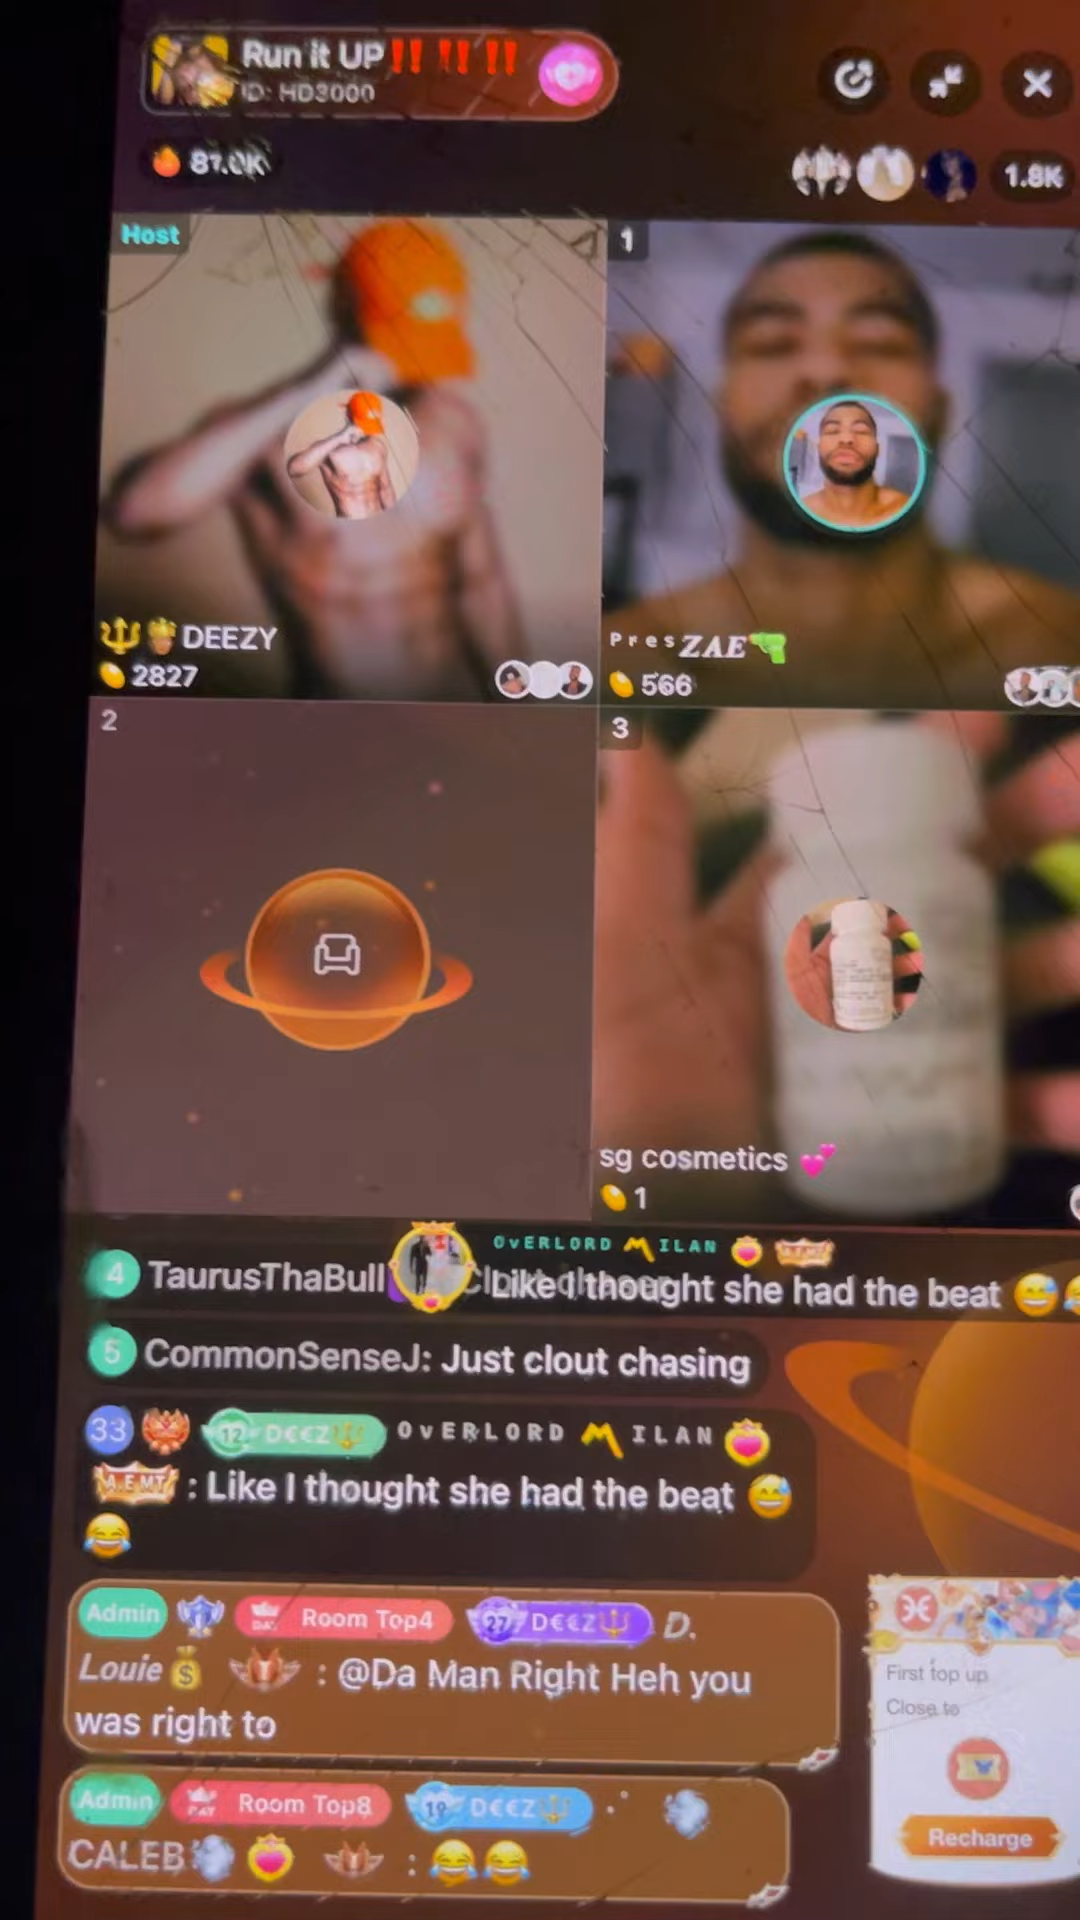 Run it UP‼️ ‼️ ‼️
ID: HD3000
🔥 87.0K
1.8K
Host
1
🔱 DEEZY
2827
ᴾʳᵉˢ𝒁𝑨𝑬🔫
566
2
3
sg cosmetics 💕
1
OvERLORD MILAN
Like I thought she had the beat 😅
4 TaurusThaBull
5 CommonSenseJ: Just clout chasing
33 12 D€€Z🔱 OvERLORD MILAN
A.E MT : Like I thought she had the beat 😅
😂
Admin DAY Room Top4 27 D€€Z🔱 D.
Louie💰 : @Da Man Right Heh you
was right to
Admin DAY Room Top8 19 D€€Z🔱
CALEB💨 : 😂😂
First top up
Close to
Recharge